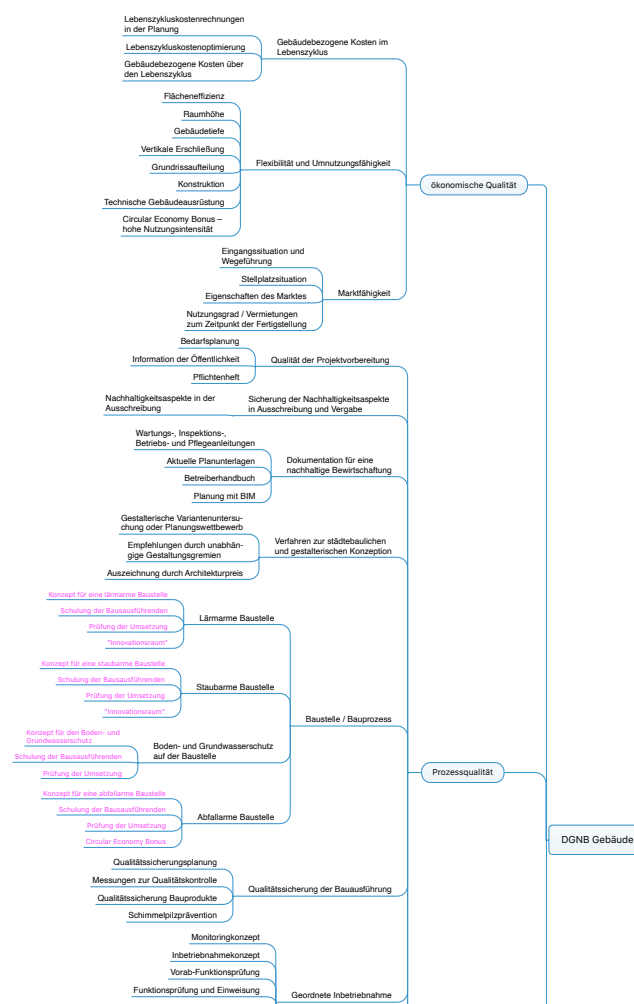 Lebenszykluskostenrechnungen
in der Planung
Lebenszykluskostenoptimierung
Gebäudebezogene Kosten über
den Lebenszyklus
Gebäudebezogene Kosten im
Lebenszyklus
Flächeneffizienz
Raumhöhe
Gebäudetiefe
Vertikale Erschließung
Grundrissaufteilung
Konstruktion
Technische Gebäudeausrüstung
Circular Economy Bonus –
hohe Nutzungsintensität
Flexibilität und Umnutzungsfähigkeit
ökonomische Qualität
Eingangssituation und
Wegeführung
Stellplatzsituation
Eigenschaften des Marktes
Nutzungsgrad / Vermietungen
zum Zeitpunkt der Fertigstellung
Marktfähigkeit
Bedarfsplanung
Information der Öffentlichkeit
Pflichtenheft
Qualität der Projektvorbereitung
Nachhaltigkeitsaspekte in der
Ausschreibung
Sicherung der Nachhaltigkeitsaspekte
in Ausschreibung und Vergabe
Wartungs-, Inspektions-,
Betriebs- und Pflegeanleitungen
Aktuelle Planunterlagen
Betreiberhandbuch
Planung mit BIM
Dokumentation für eine
nachhaltige Bewirtschaftung
Gestalterische Variantenuntersu-
chung oder Planungswettbewerb
Empfehlungen durch unabhän-
gige Gestaltungsgremien
Auszeichnung durch Architekturpreis
Verfahren zur städtebaulichen
und gestalterischen Konzeption
Konzept für eine lärmarme Baustelle
Schulung der Bausausführenden
Prüfung der Umsetzung
"Innovationsraum"
Lärmarme Baustelle
Konzept für eine staubarme Baustelle
Schulung der Bausausführenden
Prüfung der Umsetzung
"Innovationsraum"
Staubarme Baustelle
Baustelle / Bauprozess
Konzept für den Boden- und
Grundwasserschutz
Schulung der Bausausführenden
Prüfung der Umsetzung
Boden- und Grundwasserschutz
auf der Baustelle
Prozessqualität
Konzept für eine abfallarme Baustelle
Schulung der Bausausführenden
Prüfung der Umsetzung
Circular Economy Bonus
Abfallarme Baustelle
DGNB Gebäude
Qualitätssicherungsplanung
Messungen zur Qualitätskontrolle
Qualitätssicherung Bauprodukte
Schimmelpilzprävention
Qualitätssicherung der Bauausführung
Monitoringkonzept
Inbetriebnahmekonzept
Vorab-Funktionsprüfung
Funktionsprüfung und Einweisung
Geordnete Inbetriebnahme